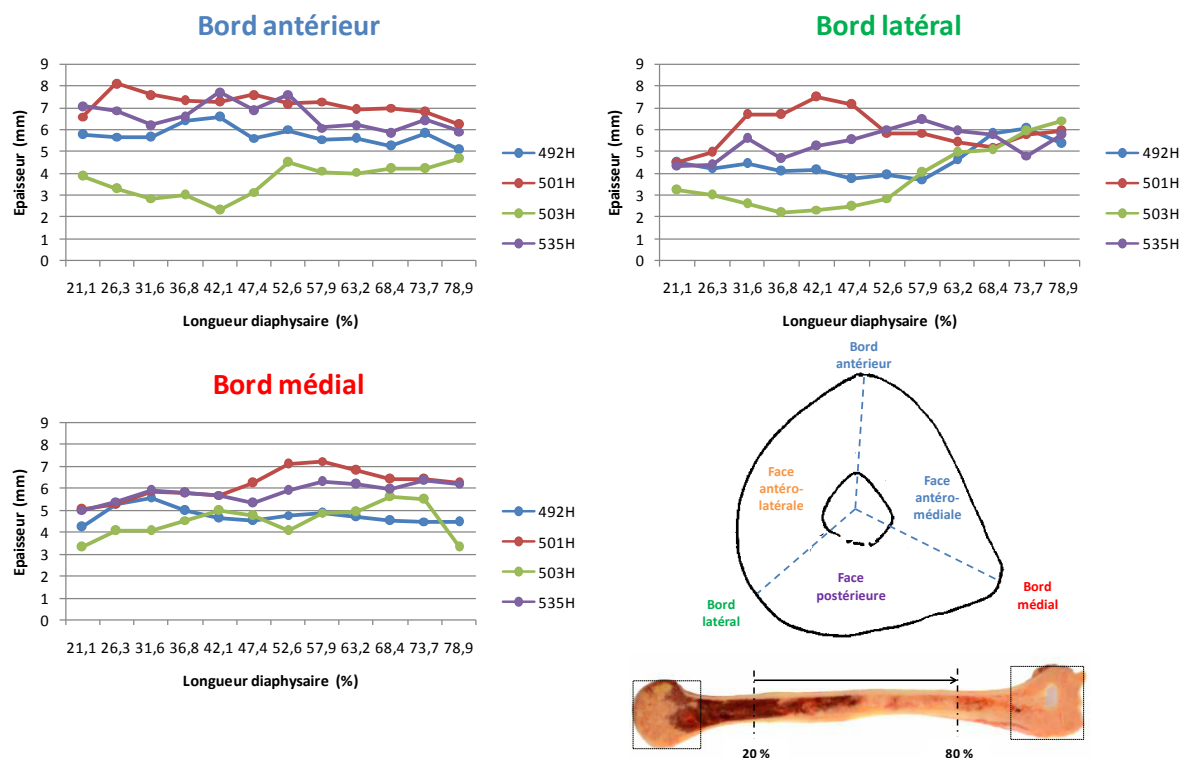 Bord antérieur
9
8
7
6
5
4
3
2
1
0
Epaisseur (mm)
21,1 26,3 31,6 36,8 42,1 47,4 52,6 57,9 63,2 68,4 73,7 78,9
Longueur diaphysaire (%)
492H
501H
503H
535H
Bord latéral
9
8
7
6
5
4
3
2
1
0
Epaisseur (mm)
21,1 26,3 31,6 36,8 42,1 47,4 52,6 57,9 63,2 68,4 73,7 78,9
Longueur diaphysaire (%)
492H
501H
503H
535H
Bord médial
9
8
7
6
5
4
3
2
1
0
Epaisseur (mm)
21,1 26,3 31,6 36,8 42,1 47,4 52,6 57,9 63,2 68,4 73,7 78,9
Longueur diaphysaire (%)
492H
501H
503H
535H
Bord
antérieur
Face
antéro-
latérale
Face
antéro-
médiale
Face
postérieure
Bord
latéral
Bord
médial
20 %
80 %